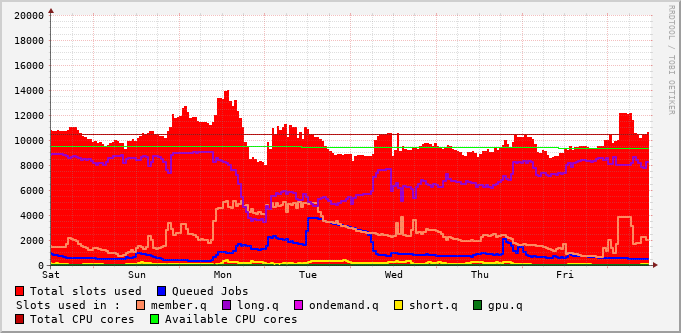 RRDTOOL / TOBI OETIKER
20000
18000
16000
14000
12000
10000
8000
6000
4000
2000
0
Sat Sun Mon Tue Wed Thu Fri
Total slots used Queued Jobs
Slots used in : member.q long.q ondemand.q short.q gpu.q
Total CPU cores Available CPU cores